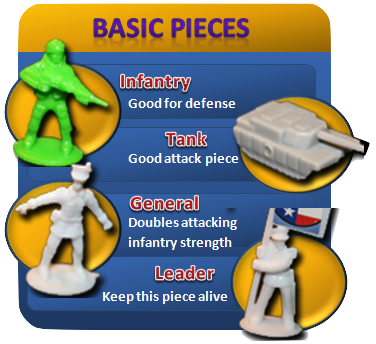 BASIC PIECES
Infantry
Good for defense
Tank
Good attack piece
General
Doubles attacking
infantry strength
Leader
Keep this piece alive